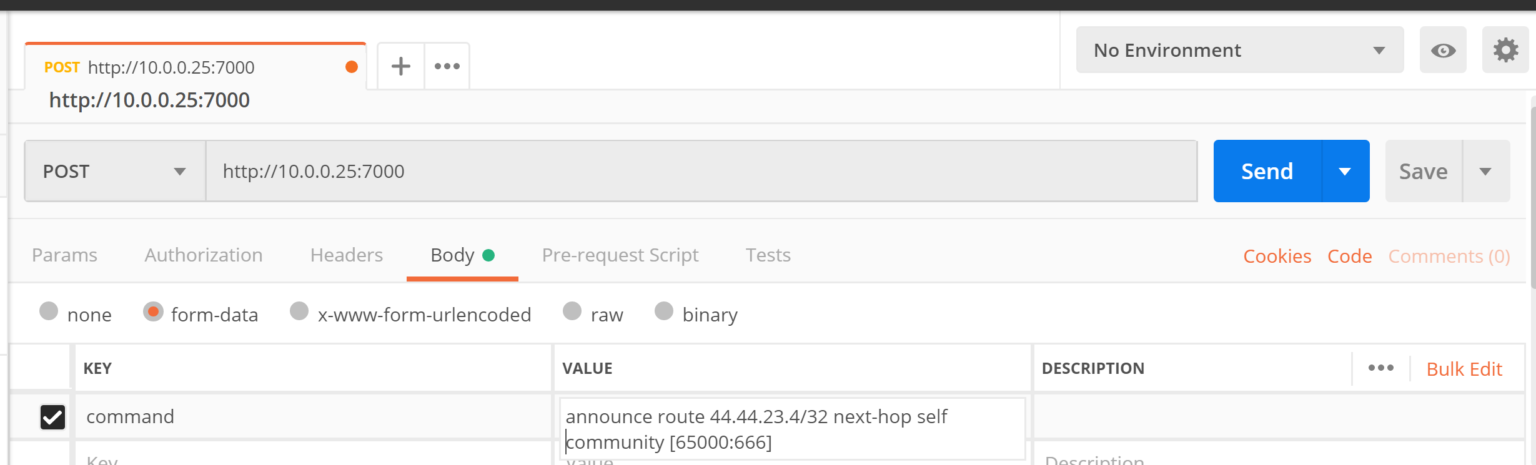 POST http://10.0.0.25:7000
No Environment
http://10.0.0.25:7000
POST http://10.0.0.25:7000 Send Save
Params Authorization Headers Body Pre-request Script Tests Cookies Code Comments (0)
none form-data x-www-form-urlencoded raw binary
KEY VALUE DESCRIPTION Bulk Edit
command announce route 44.44.23.4/32 next-hop self
community [65000:666]
Key Value Description